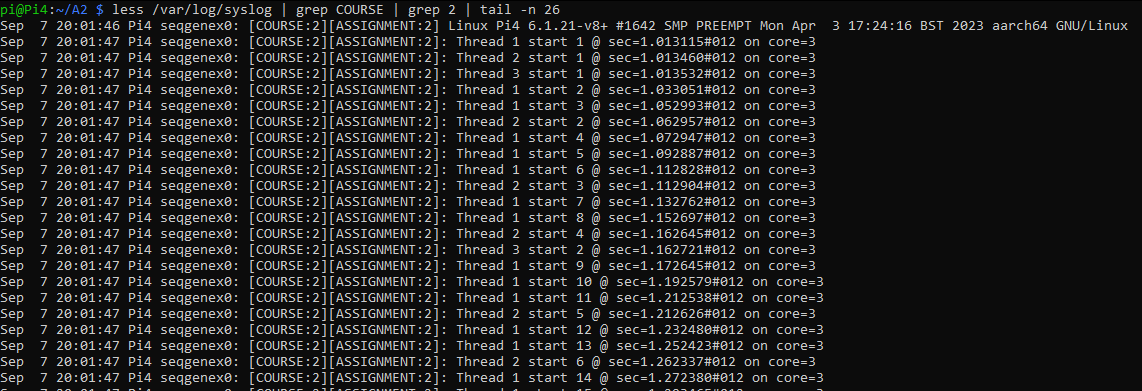 pi@Pi4:~/A2 $ less /var/log/syslog | grep COURSE | grep 2 | tail -n 26
Sep  7 20:01:46 Pi4 seqgenex0: [COURSE:2][ASSIGNMENT:2] Linux Pi4 6.1.21-v8+ #1642 SMP PREEMPT Mon Apr  3 17:24:16 BST 2023 aarch64 GNU/Linux
Sep  7 20:01:47 Pi4 seqgenex0: [COURSE:2][ASSIGNMENT:2]: Thread 1 start 1 @ sec=1.013115#012 on core=3
Sep  7 20:01:47 Pi4 seqgenex0: [COURSE:2][ASSIGNMENT:2]: Thread 2 start 1 @ sec=1.013460#012 on core=3
Sep  7 20:01:47 Pi4 seqgenex0: [COURSE:2][ASSIGNMENT:2]: Thread 3 start 1 @ sec=1.013532#012 on core=3
Sep  7 20:01:47 Pi4 seqgenex0: [COURSE:2][ASSIGNMENT:2]: Thread 1 start 2 @ sec=1.033051#012 on core=3
Sep  7 20:01:47 Pi4 seqgenex0: [COURSE:2][ASSIGNMENT:2]: Thread 1 start 3 @ sec=1.052993#012 on core=3
Sep  7 20:01:47 Pi4 seqgenex0: [COURSE:2][ASSIGNMENT:2]: Thread 2 start 2 @ sec=1.062957#012 on core=3
Sep  7 20:01:47 Pi4 seqgenex0: [COURSE:2][ASSIGNMENT:2]: Thread 1 start 4 @ sec=1.072947#012 on core=3
Sep  7 20:01:47 Pi4 seqgenex0: [COURSE:2][ASSIGNMENT:2]: Thread 1 start 5 @ sec=1.092887#012 on core=3
Sep  7 20:01:47 Pi4 seqgenex0: [COURSE:2][ASSIGNMENT:2]: Thread 1 start 6 @ sec=1.112828#012 on core=3
Sep  7 20:01:47 Pi4 seqgenex0: [COURSE:2][ASSIGNMENT:2]: Thread 2 start 3 @ sec=1.112904#012 on core=3
Sep  7 20:01:47 Pi4 seqgenex0: [COURSE:2][ASSIGNMENT:2]: Thread 1 start 7 @ sec=1.132762#012 on core=3
Sep  7 20:01:47 Pi4 seqgenex0: [COURSE:2][ASSIGNMENT:2]: Thread 1 start 8 @ sec=1.152697#012 on core=3
Sep  7 20:01:47 Pi4 seqgenex0: [COURSE:2][ASSIGNMENT:2]: Thread 2 start 4 @ sec=1.162645#012 on core=3
Sep  7 20:01:47 Pi4 seqgenex0: [COURSE:2][ASSIGNMENT:2]: Thread 3 start 2 @ sec=1.162721#012 on core=3
Sep  7 20:01:47 Pi4 seqgenex0: [COURSE:2][ASSIGNMENT:2]: Thread 1 start 9 @ sec=1.172645#012 on core=3
Sep  7 20:01:47 Pi4 seqgenex0: [COURSE:2][ASSIGNMENT:2]: Thread 1 start 10 @ sec=1.192579#012 on core=3
Sep  7 20:01:47 Pi4 seqgenex0: [COURSE:2][ASSIGNMENT:2]: Thread 1 start 11 @ sec=1.212538#012 on core=3
Sep  7 20:01:47 Pi4 seqgenex0: [COURSE:2][ASSIGNMENT:2]: Thread 2 start 5 @ sec=1.212626#012 on core=3
Sep  7 20:01:47 Pi4 seqgenex0: [COURSE:2][ASSIGNMENT:2]: Thread 1 start 12 @ sec=1.232480#012 on core=3
Sep  7 20:01:47 Pi4 seqgenex0: [COURSE:2][ASSIGNMENT:2]: Thread 1 start 13 @ sec=1.252423#012 on core=3
Sep  7 20:01:47 Pi4 seqgenex0: [COURSE:2][ASSIGNMENT:2]: Thread 2 start 6 @ sec=1.262337#012 on core=3
Sep  7 20:01:47 Pi4 seqgenex0: [COURSE:2][ASSIGNMENT:2]: Thread 1 start 14 @ sec=1.272380#012 on core=3